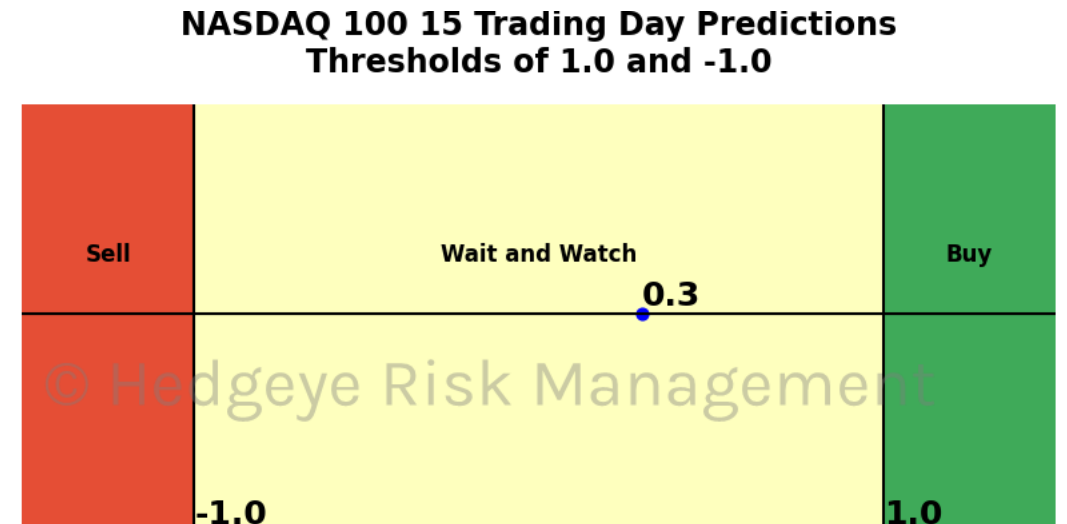 NASDAQ 100 15 Trading Day Predictions
Thresholds of 1.0 and -1.0
Sell
Wait and Watch
Buy
0.3
© Hedgeye Risk Management
-1.0
1.0